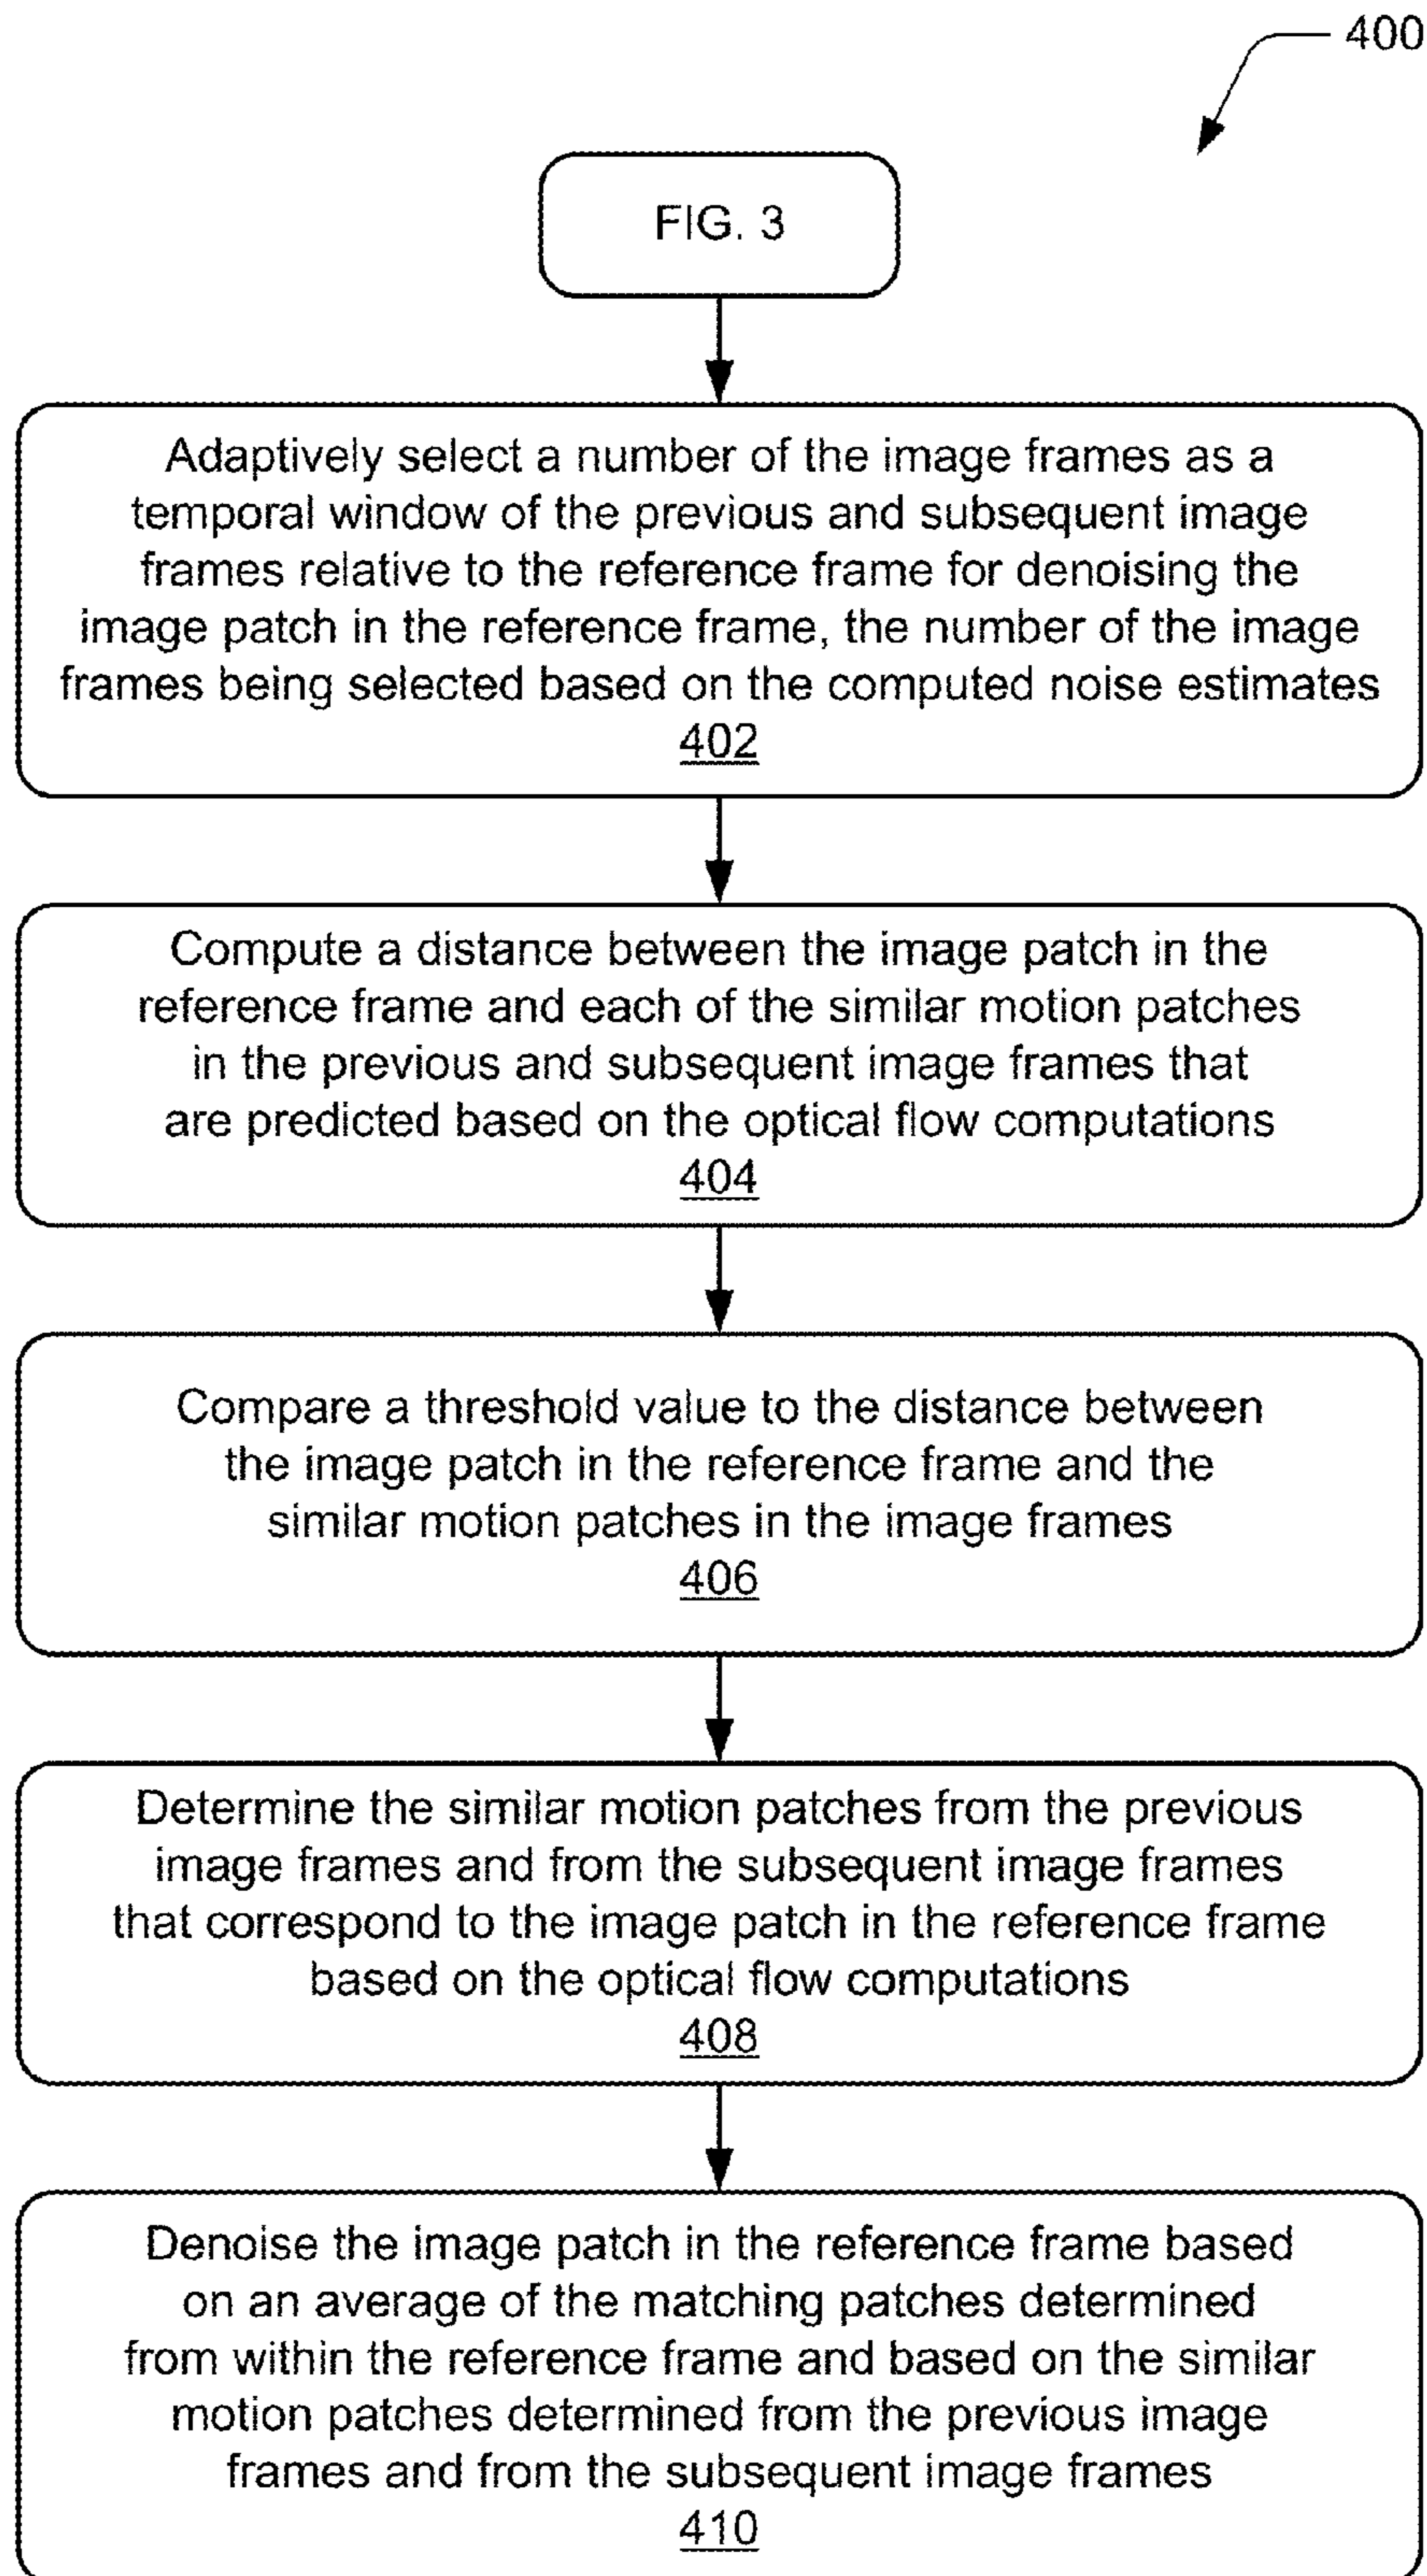 400
FIG. 3
Adaptively select a number of the image frames as a
temporal window of the previous and subsequent image
frames relative to the reference frame for denoising the
image patch in the reference frame, the number of the image
frames being selected based on the computed noise estimates
402
Compute a distance between the image patch in the
reference frame and each of the similar motion patches
in the previous and subsequent image frames that
are predicted based on the optical flow computations
404
Compare a threshold value to the distance between
the image patch in the reference frame and the
similar motion patches in the image frames
406
Determine the similar motion patches from the previous
image frames and from the subsequent image frames
that correspond to the image patch in the reference frame
based on the optical flow computations
408
Denoise the image patch in the reference frame based
on an average of the matching patches determined
from within the reference frame and based on the similar
motion patches determined from the previous image
frames and from the subsequent image frames
410